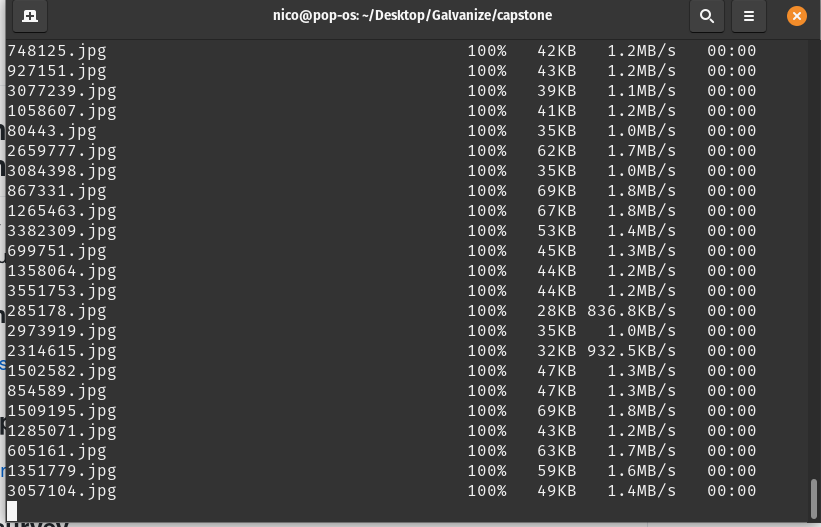 nico@pop-os: ~/Desktop/Galvanize/capstone
748125.jpg 100% 42KB 1.2MB/s 00:00
927151.jpg 100% 43KB 1.2MB/s 00:00
3077239.jpg 100% 39KB 1.1MB/s 00:00
1058607.jpg 100% 41KB 1.2MB/s 00:00
80443.jpg 100% 35KB 1.0MB/s 00:00
2659777.jpg 100% 62KB 1.7MB/s 00:00
3084398.jpg 100% 35KB 1.0MB/s 00:00
867331.jpg 100% 69KB 1.8MB/s 00:00
1265463.jpg 100% 67KB 1.8MB/s 00:00
3382309.jpg 100% 53KB 1.4MB/s 00:00
699751.jpg 100% 45KB 1.3MB/s 00:00
1358064.jpg 100% 44KB 1.2MB/s 00:00
3551753.jpg 100% 44KB 1.2MB/s 00:00
285178.jpg 100% 28KB 836.8KB/s 00:00
2973919.jpg 100% 35KB 1.0MB/s 00:00
2314615.jpg 100% 32KB 932.5KB/s 00:00
1502582.jpg 100% 47KB 1.3MB/s 00:00
854589.jpg 100% 47KB 1.3MB/s 00:00
1509195.jpg 100% 69KB 1.8MB/s 00:00
1285071.jpg 100% 43KB 1.2MB/s 00:00
605161.jpg 100% 63KB 1.7MB/s 00:00
1351779.jpg 100% 59KB 1.6MB/s 00:00
3057104.jpg 100% 49KB 1.4MB/s 00:00